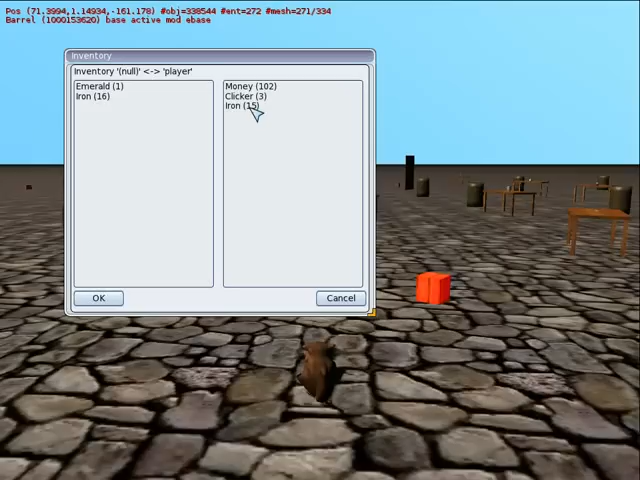 Pos (71.3994,1.14934,-161.178) #obj=338544 #ent=272 #mesh=271/334
Barrel (1000153620) base active mod ebase
Inventory
Inventory '(null)' <-> 'player'
Emerald (1)
Iron (16)
Money (102)
Clicker (3)
Iron (15)
OK
Cancel